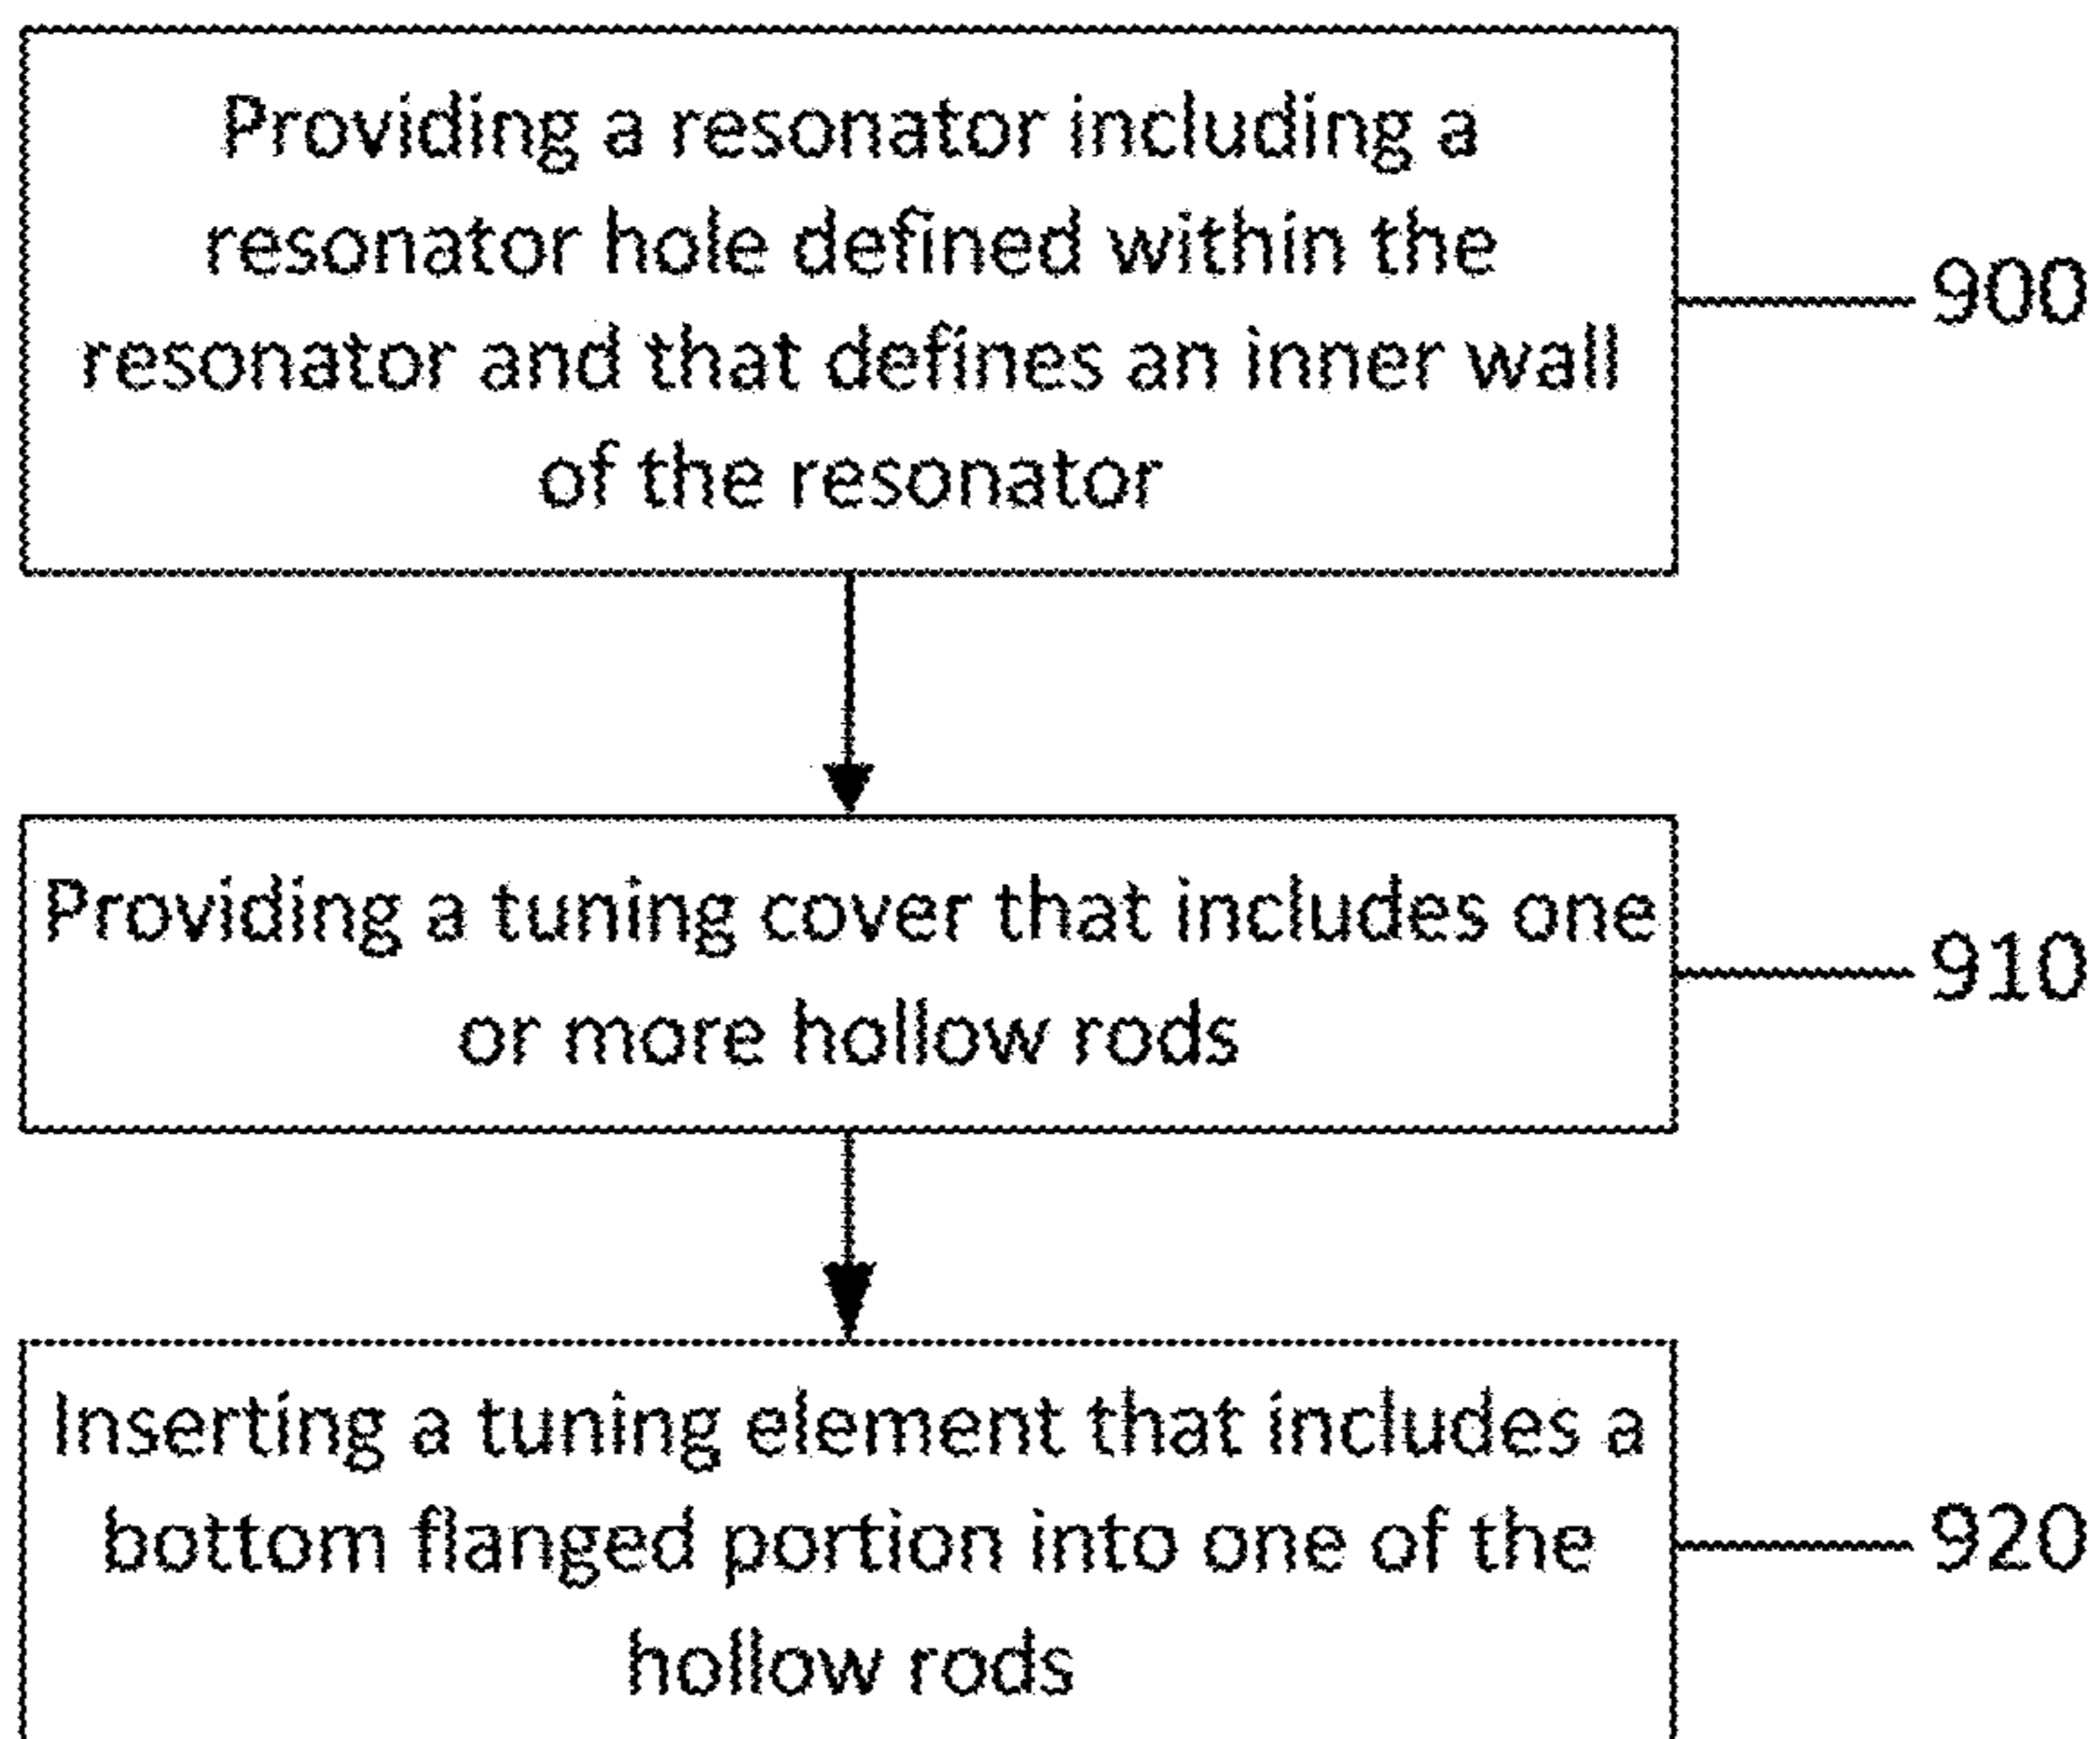 Providing a resonator including a
resonator hole defined within the
resonator and that defines an inner wall
of the resonator
900
Providing a tuning cover that includes one
or more hollow rods
910
Inserting a tuning element that includes a
bottom flanged portion into one of the
hollow rods
920